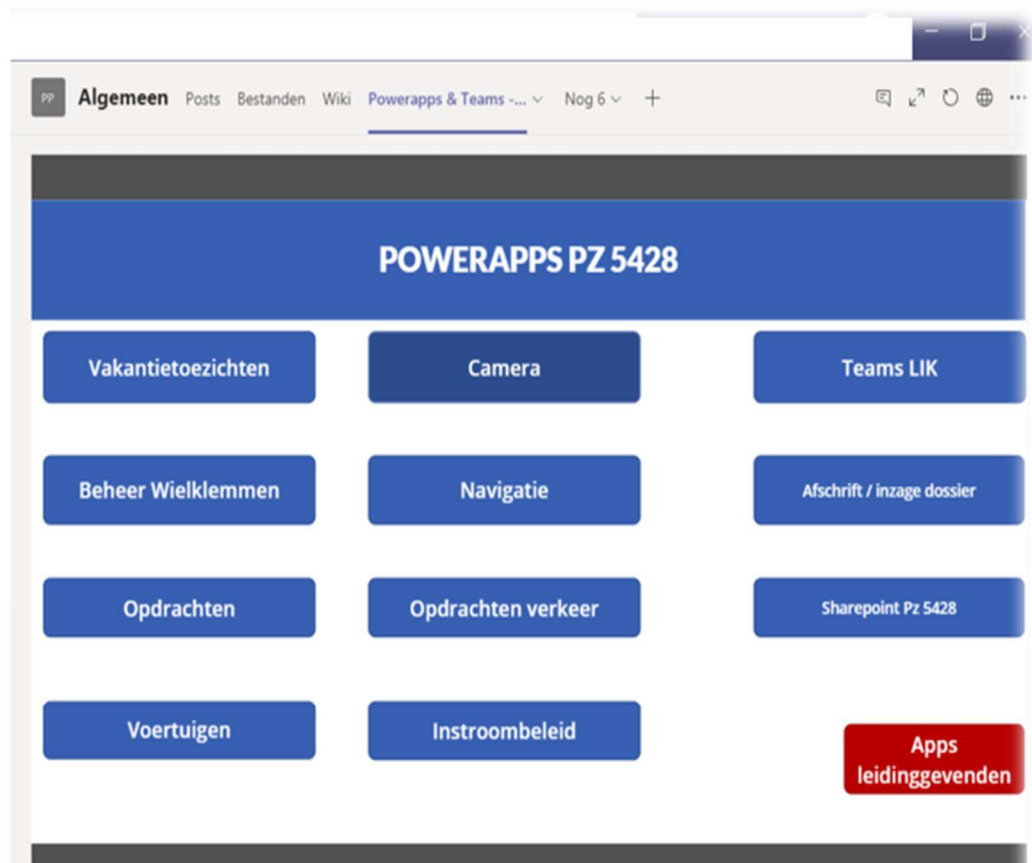 PP Algemeen Posts Bestanden Wiki Powerapps & Teams -... Nog 6
POWERAPPS PZ 5428
Vakantietoezichten Camera Teams LIK
Beheer Wielklemmen Navigatie Afschrift / inzage dossier
Opdrachten Opdrachten verkeer Sharepoint Pz 5428
Voertuigen Instroombeleid
Apps
leidinggevenden